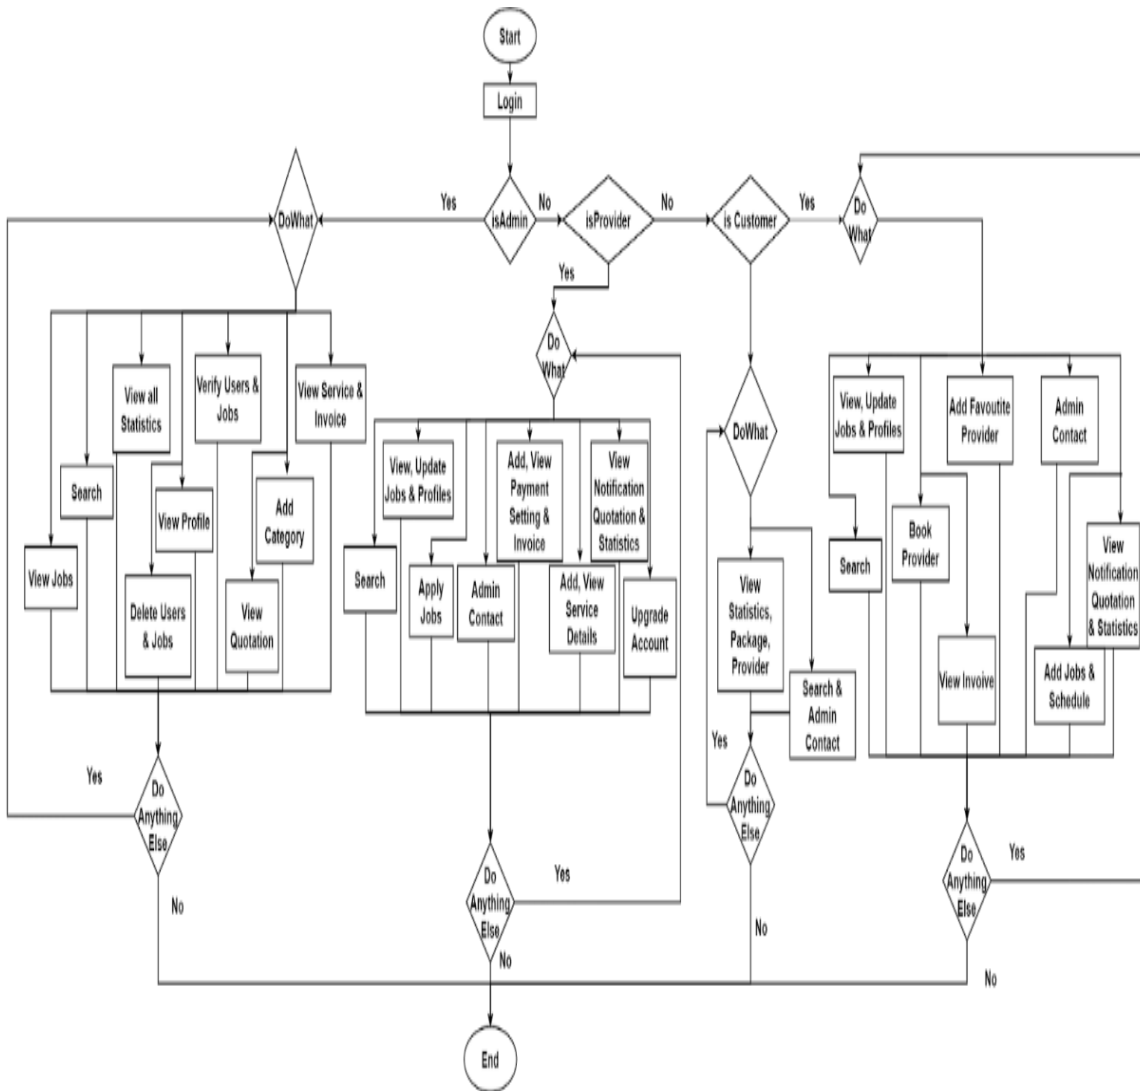 Start
Login
Yes
isAdmin
No
isProvider
No
is Customer
Yes
Do
What
DoWhat
Yes
Do
What
DoWhat
View all
Statistics
Verify Users &
Jobs
View Service &
Invoice
Search
View Profile
Add
Category
View Jobs
Delete Users
& Jobs
View
Quotation
View, Update
Jobs & Profiles
Add, View
Payment
Setting &
Invoice
View
Notification
Quotation &
Statistics
Search
Apply
Jobs
Admin
Contact
Add, View
Service
Details
Upgrade
Account
View
Statistics,
Package,
Provider
Search &
Admin
Contact
View, Update
Jobs & Profiles
Add Favoutite
Provider
Admin
Contact
Search
Book
Provider
View
Notification
Quotation
& Statistics
View Invoive
Add Jobs &
Schedule
Yes
Do
Anything
Else
No
Do
Anything
Else
Yes
No
Yes
Do
Anything
Else
No
Do
Anything
Else
Yes
No
End